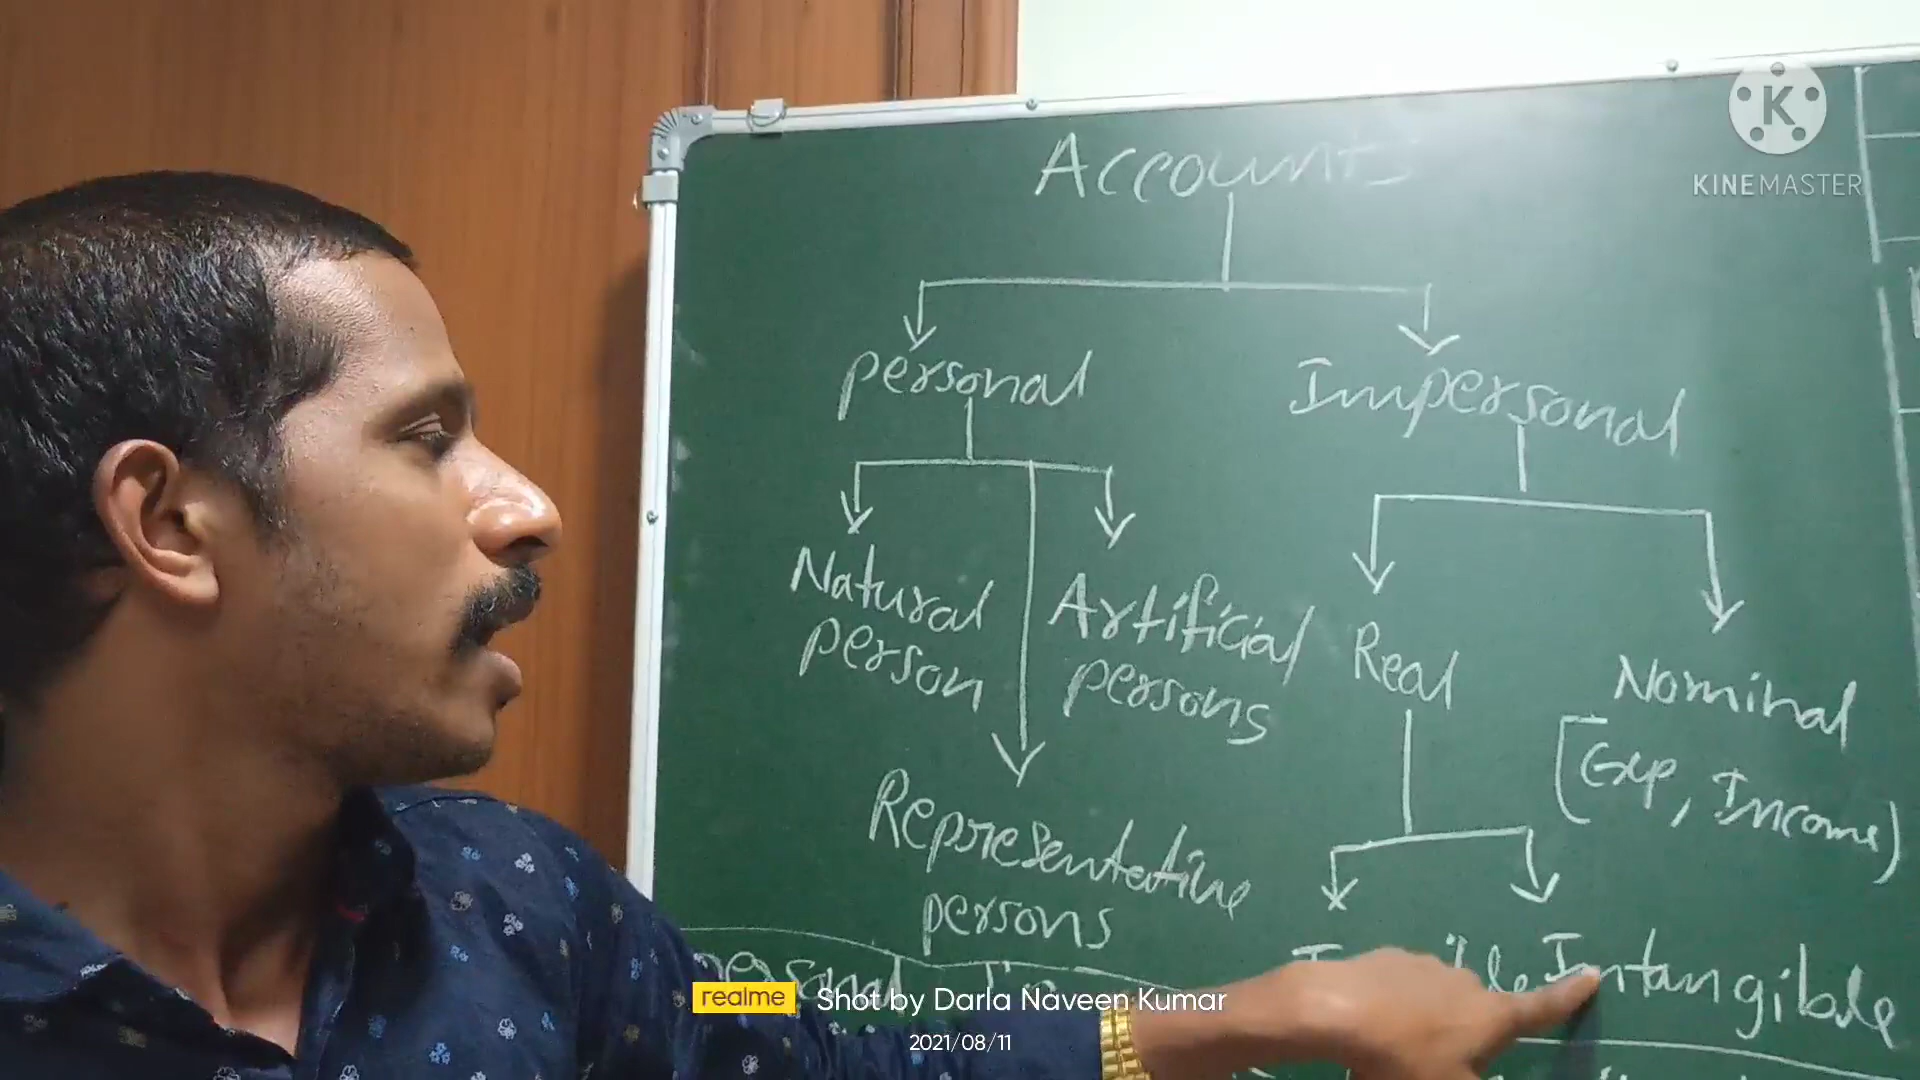 Accounts
KINEMASTER
personal
Impersonal
Natural
person
Artificial
persons
Real
Nominal
[Exp, Income)
Representative
persons
Intangible
personal
realme
Shot by Darla Naveen Kumar
2021/08/11